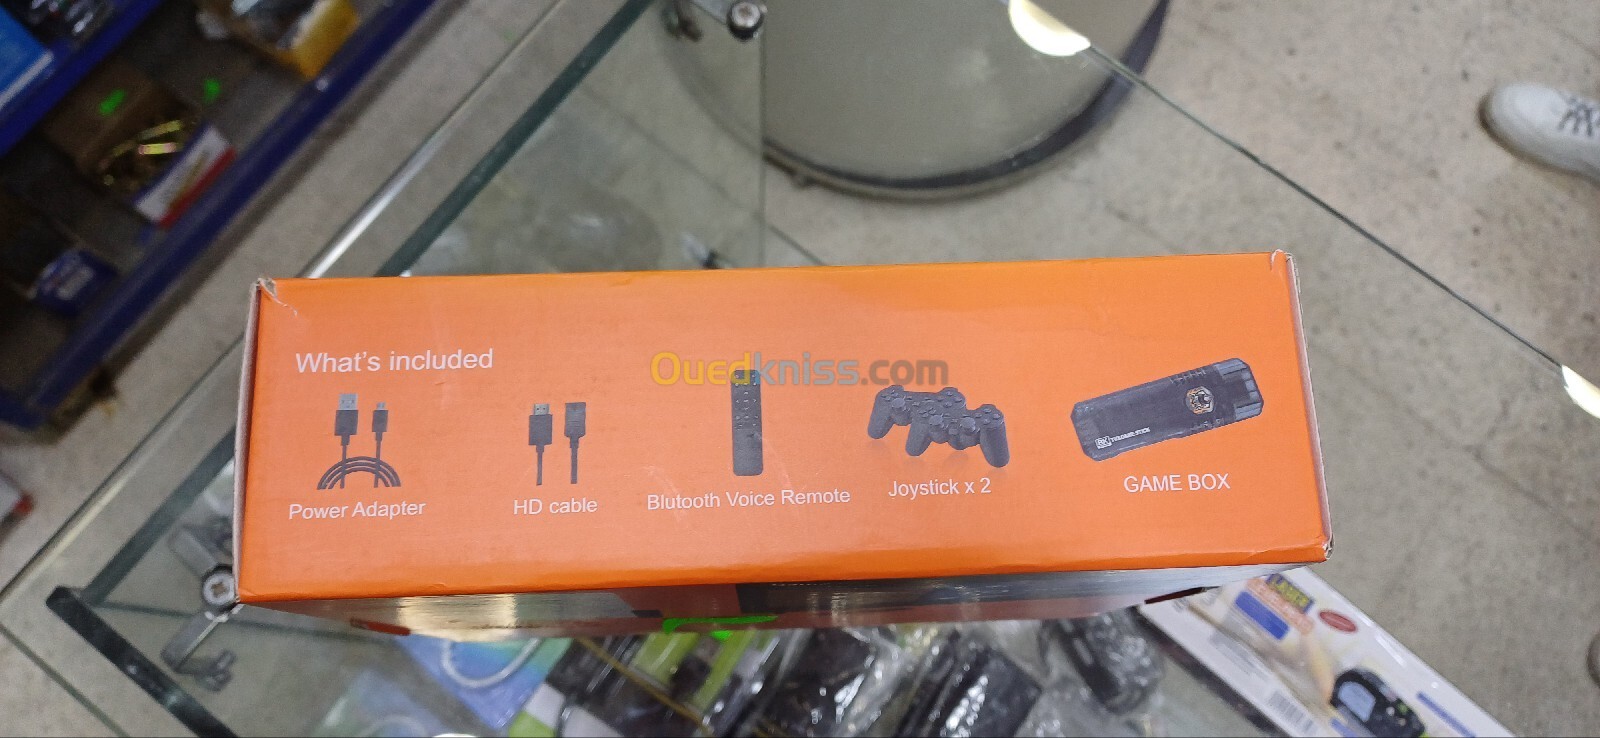 What's included
Ouedkniss.com
Power Adapter
HD cable
Blutooth Voice Remote
Joystick x 2
GAME BOX